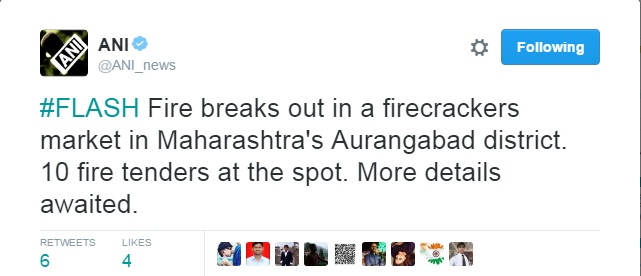 ANI
ANI
@ANI_news
Following
#FLASH Fire breaks out in a firecrackers
market in Maharashtra's Aurangabad district.
10 fire tenders at the spot. More details
awaited.
RETWEETS LIKES
6 4